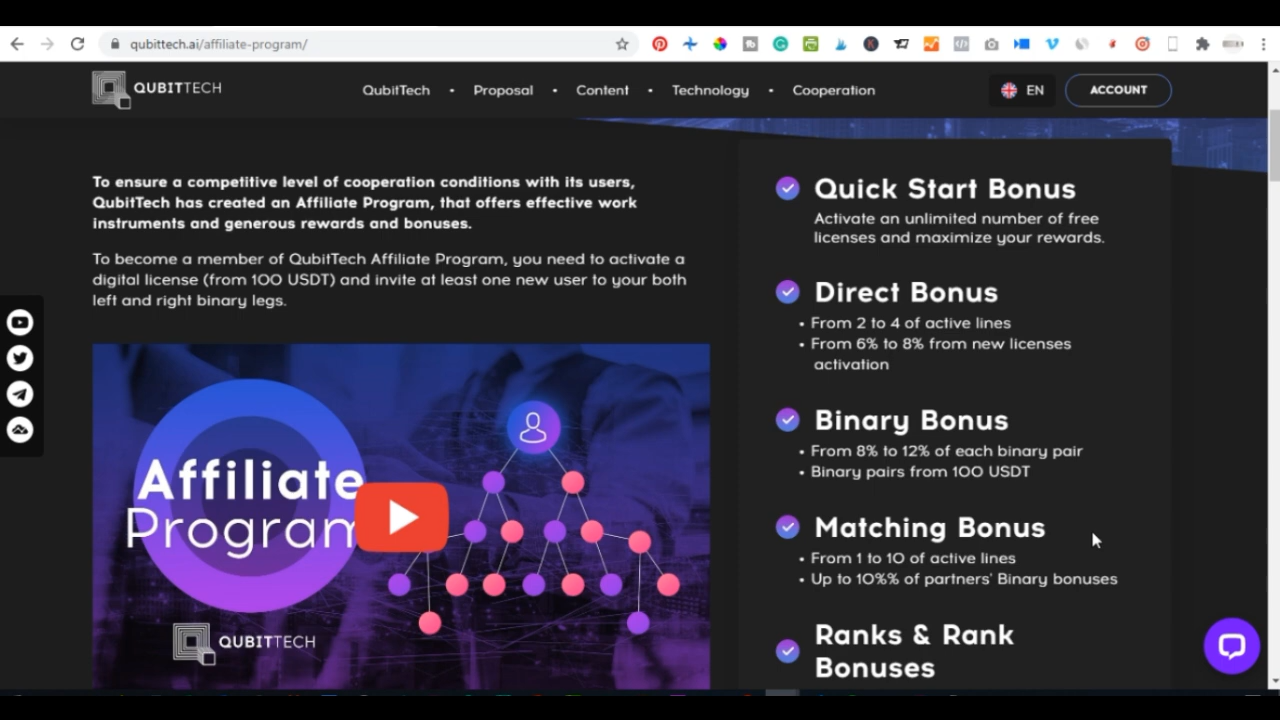 qubittech.ai/affiliate-program/
QUBITTECH
QubitTech • Proposal • Content • Technology • Cooperation
EN
ACCOUNT
To ensure a competitive level of cooperation conditions with its users,
QubitTech has created an Affiliate Program, that offers effective work
instruments and generous rewards and bonuses.
To become a member of QubitTech Affiliate Program, you need to activate a
digital license (from 100 USDT) and invite at least one new user to your both
left and right binary legs.
Affiliate
Program
QUBITTECH
Quick Start Bonus
Activate an unlimited number of free
licenses and maximize your rewards.
Direct Bonus
• From 2 to 4 of active lines
• From 6% to 8% from new licenses
activation
Binary Bonus
• From 8% to 12% of each binary pair
• Binary pairs from 100 USDT
Matching Bonus
• From 1 to 10 of active lines
• Up to 10%% of partners' Binary bonuses
Ranks & Rank
Bonuses